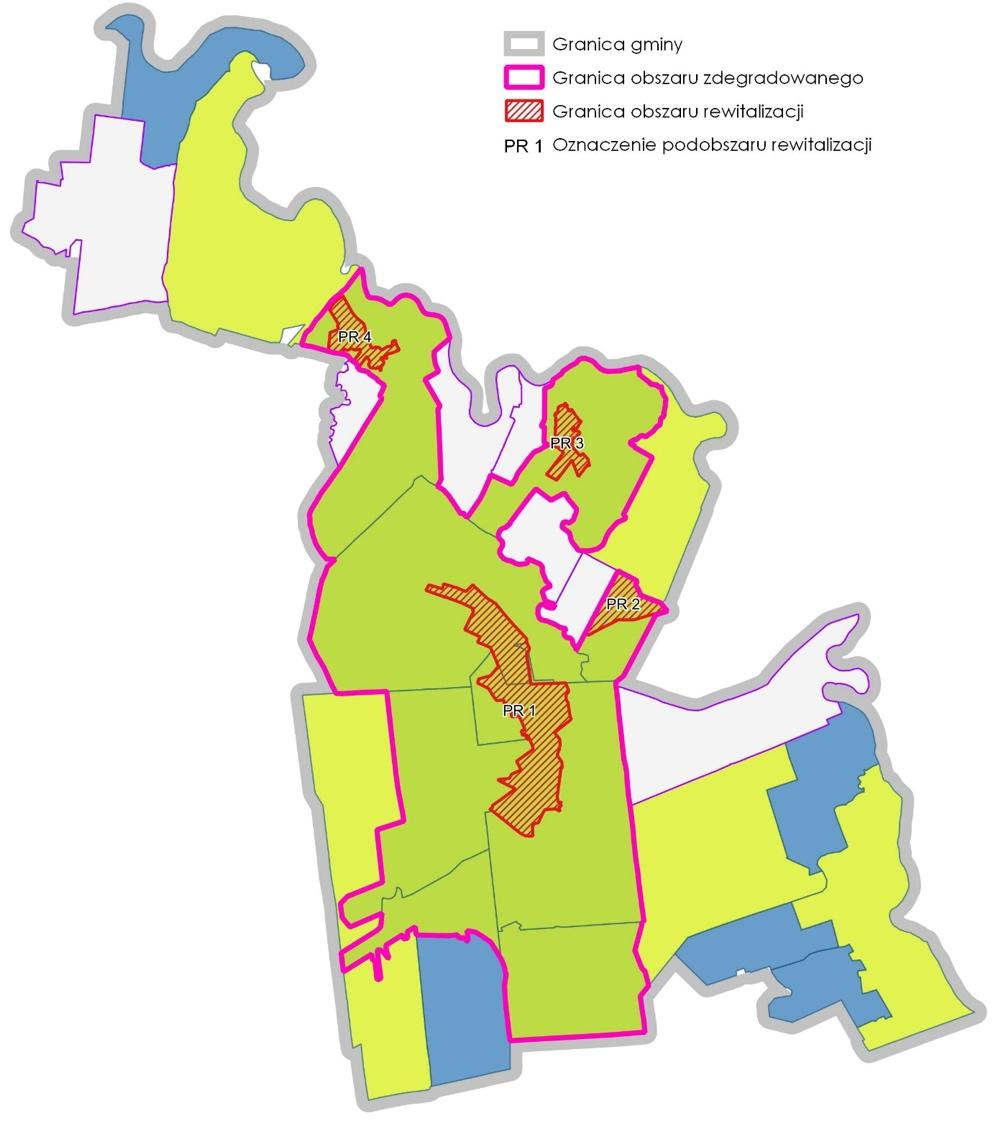 Granica gminy
Granica obszaru zdegradowanego
Granica obszaru rewitalizacji
PR 1 Oznaczenie podobszaru rewitalizacji
PR 4
PR 3
PR 2
PR 1